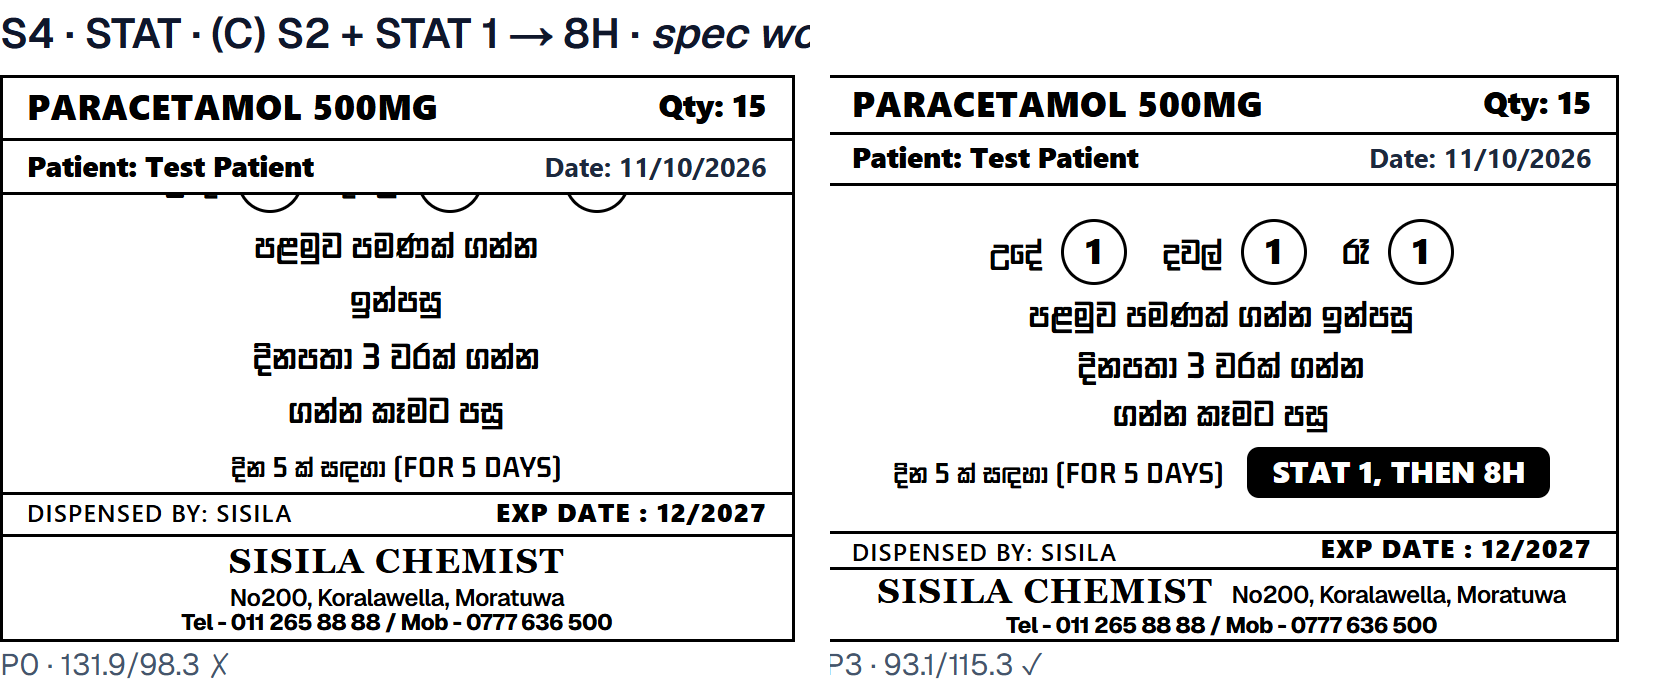 S4 · STAT · (C) S2 + STAT 1 → 8H · spec
PARACETAMOL 500MG Qty: 15
Patient: Test Patient Date: 11/10/2026
පළමුව පමණක් ගන්න
ඉන්පසු
දිනපතා 3 වරක් ගන්න
ගන්න කෑමට පසු
දින 5 ක් සඳහා (FOR 5 DAYS)
DISPENSED BY: SISILA EXP DATE : 12/2027
SISILA CHEMIST
No200, Koralawella, Moratuwa
Tel - 011 265 88 88 / Mob - 0777 636 500
P0 · 131.9/98.3 ✗
PARACETAMOL 500MG Qty: 15
Patient: Test Patient Date: 11/10/2026
උදේ 1 දවල් 1 රෑ 1
පළමුව පමණක් ගන්න ඉන්පසු
දිනපතා 3 වරක් ගන්න
ගන්න කෑමට පසු
දින 5 ක් සඳහා (FOR 5 DAYS) STAT 1, THEN 8H
DISPENSED BY: SISILA EXP DATE : 12/2027
SISILA CHEMIST No200, Koralawella, Moratuwa
Tel - 011 265 88 88 / Mob - 0777 636 500
P3 · 93.1/115.3 ✓